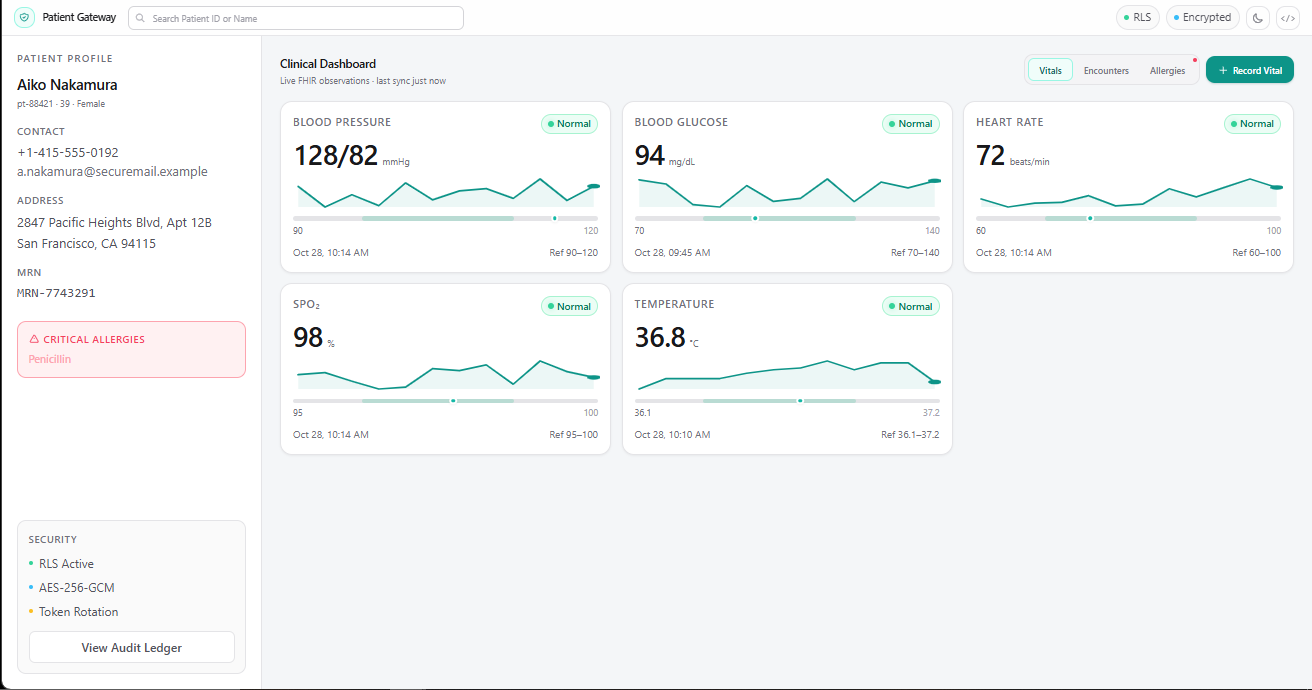 Patient Gateway
Search Patient ID or Name
RLS
Encrypted
</>
PATIENT PROFILE
Aiko Nakamura
pt-88421 · 39 · Female
CONTACT
+1-415-555-0192
a.nakamura@securemail.example
ADDRESS
2847 Pacific Heights Blvd, Apt 12B
San Francisco, CA 94115
MRN
MRN-7743291
CRITICAL ALLERGIES
Penicillin
SECURITY
RLS Active
AES-256-GCM
Token Rotation
View Audit Ledger
Clinical Dashboard
Live FHIR observations · last sync just now
Vitals
Encounters
Allergies
+ Record Vital
BLOOD PRESSURE
Normal
128/82 mmHg
90 120
Oct 28, 10:14 AM Ref 90–120
BLOOD GLUCOSE
Normal
94 mg/dL
70 140
Oct 28, 09:45 AM Ref 70–140
HEART RATE
Normal
72 beats/min
60 100
Oct 28, 10:14 AM Ref 60–100
SPO₂
Normal
98 %
95 100
Oct 28, 10:14 AM Ref 95–100
TEMPERATURE
Normal
36.8 °C
36.1 37.2
Oct 28, 10:10 AM Ref 36.1–37.2